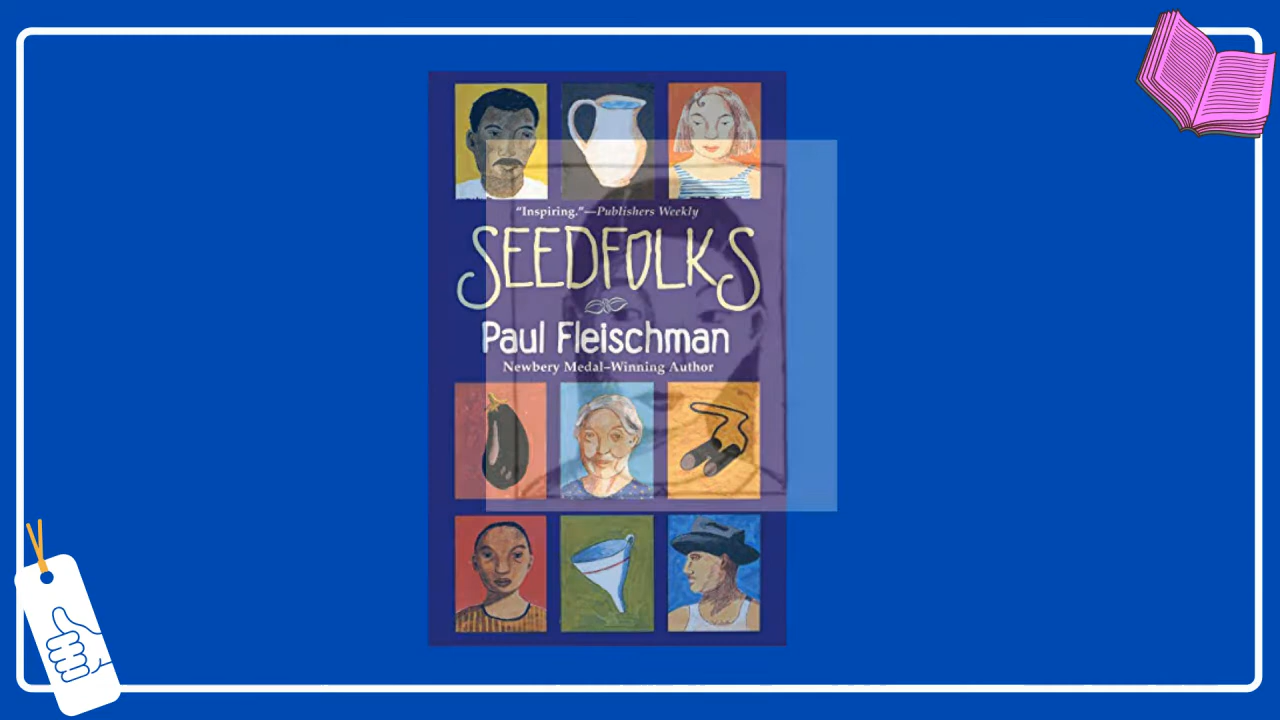 “Inspiring.”—Publishers Weekly
SEEDFOLKS
Paul Fleischman
Newbery Medal–Winning Author